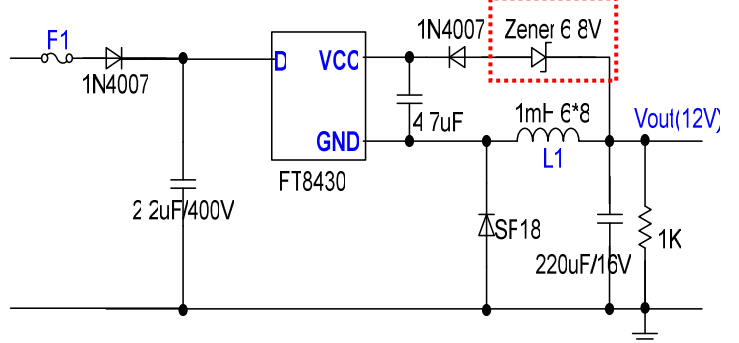 F1
1N4007
D
VCC
GND
FT8430
1N4007
Zener 6 8V
4 7uF
1mH 6*8
L1
Vout(12V)
2 2uF/400V
SF18
220uF/16V
1K